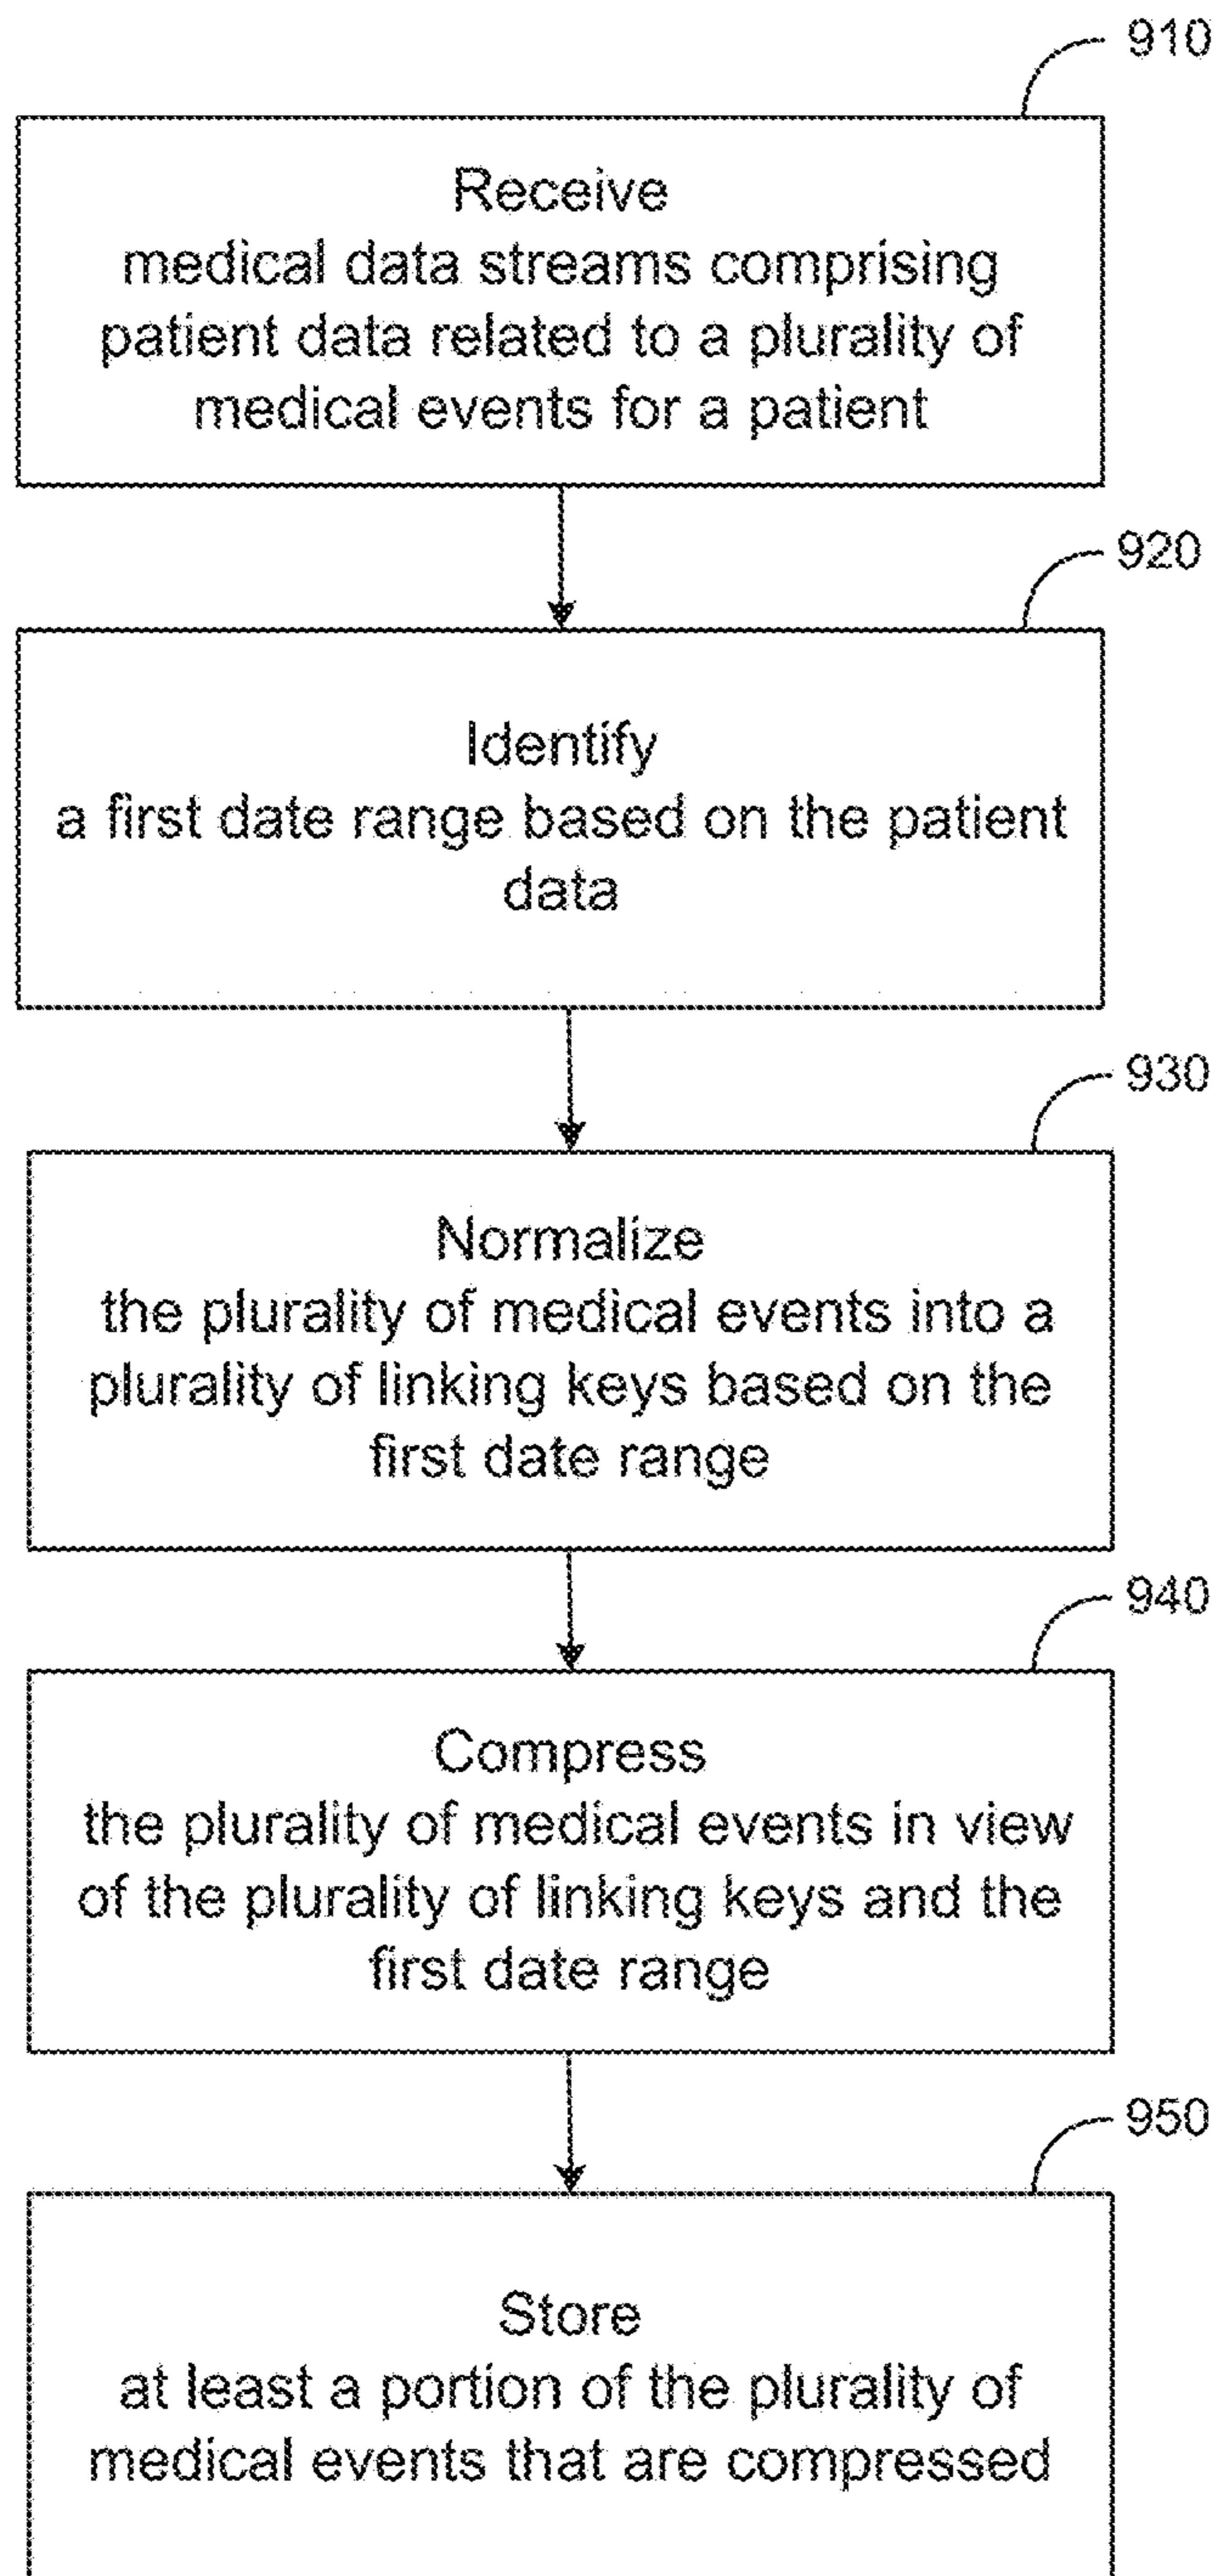 910
Receive
medical data streams comprising
patient data related to a plurality of
medical events for a patient
920
Identify
a first date range based on the patient
data
930
Normalize
the plurality of medical events into a
plurality of linking keys based on the
first date range
940
Compress
the plurality of medical events in view
of the plurality of linking keys and the
first date range
950
Store
at least a portion of the plurality of
medical events that are compressed